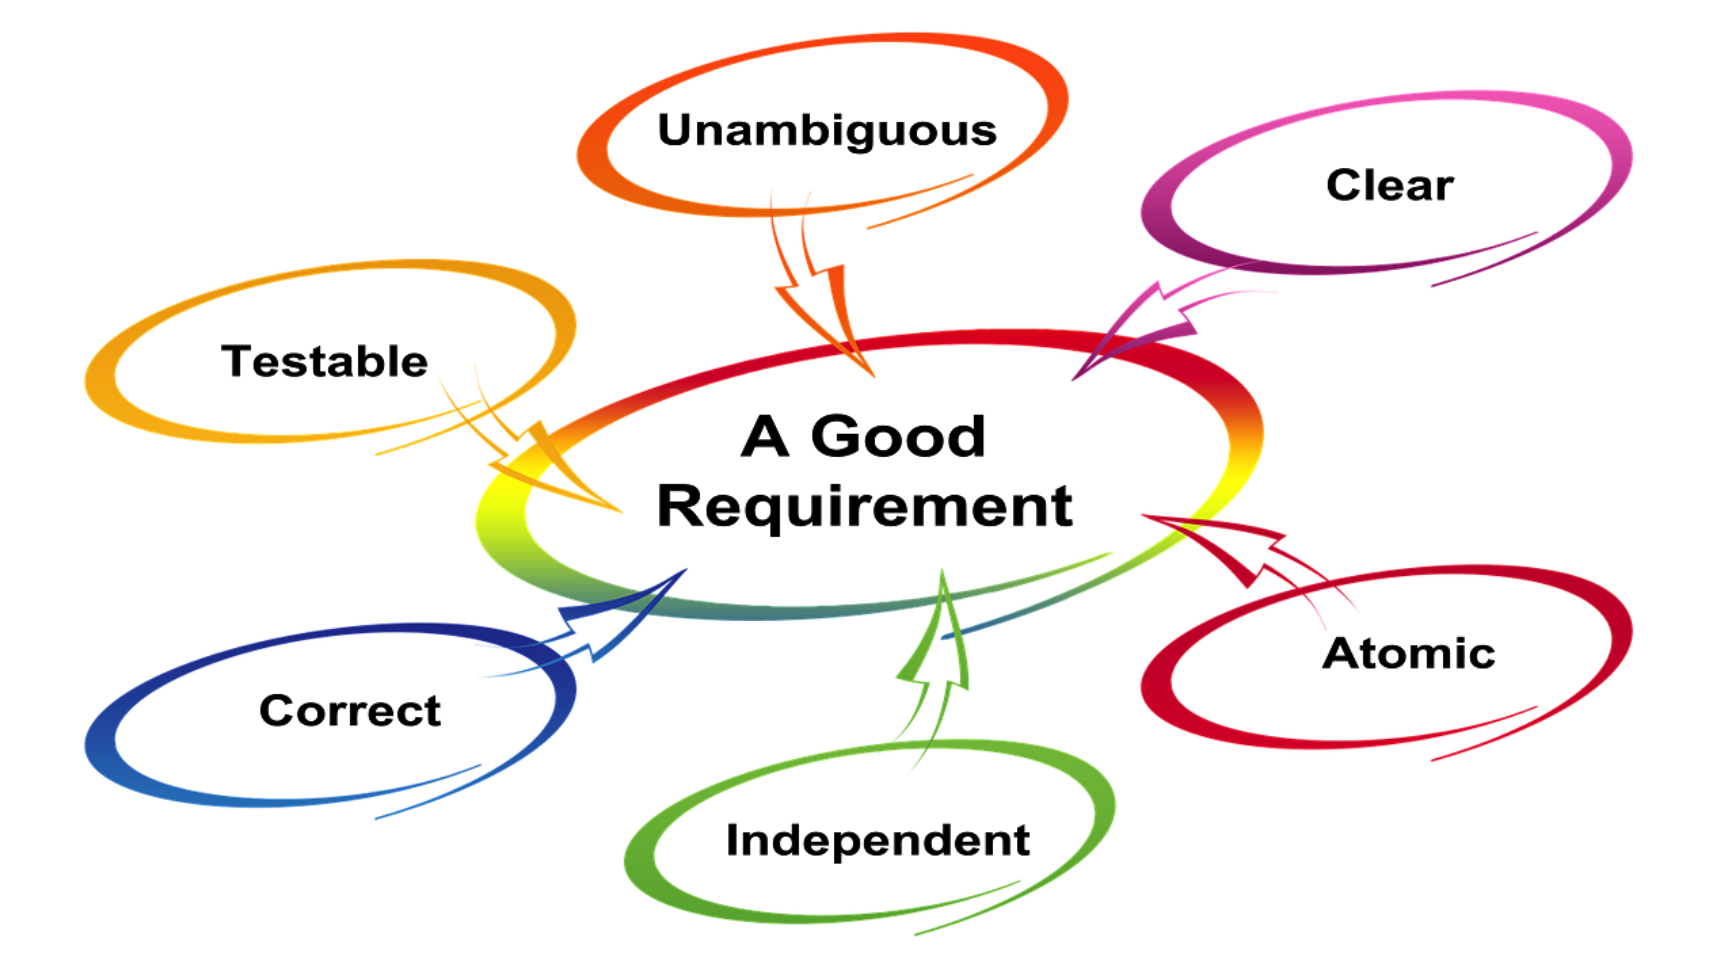 Unambiguous
Clear
Testable
A Good
Requirement
Atomic
Correct
Independent